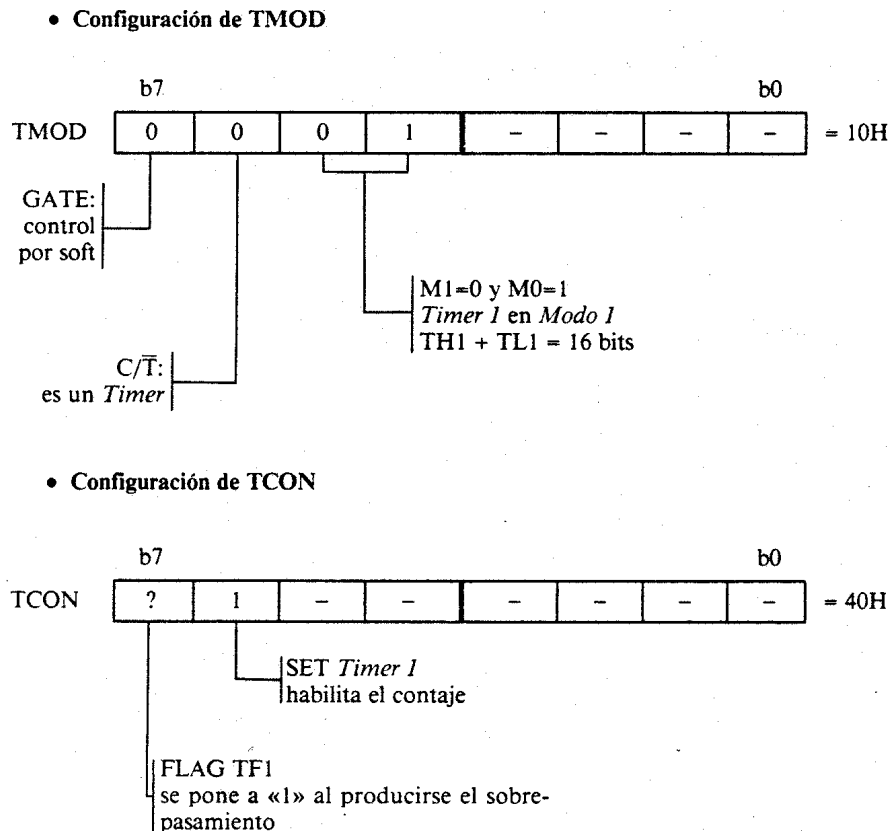 • Configuración de TMOD
b7 b0
TMOD 0 0 0 1 – – – – = 10H
GATE:
control
por soft
M1=0 y M0=1
Timer 1 en Modo 1
TH1 + TL1 = 16 bits
C/T̅:
es un Timer
• Configuración de TCON
b7 b0
TCON ? 1 – – – – – – = 40H
SET Timer 1
habilita el contaje
FLAG TF1
se pone a «1» al producirse el sobre-
pasamiento